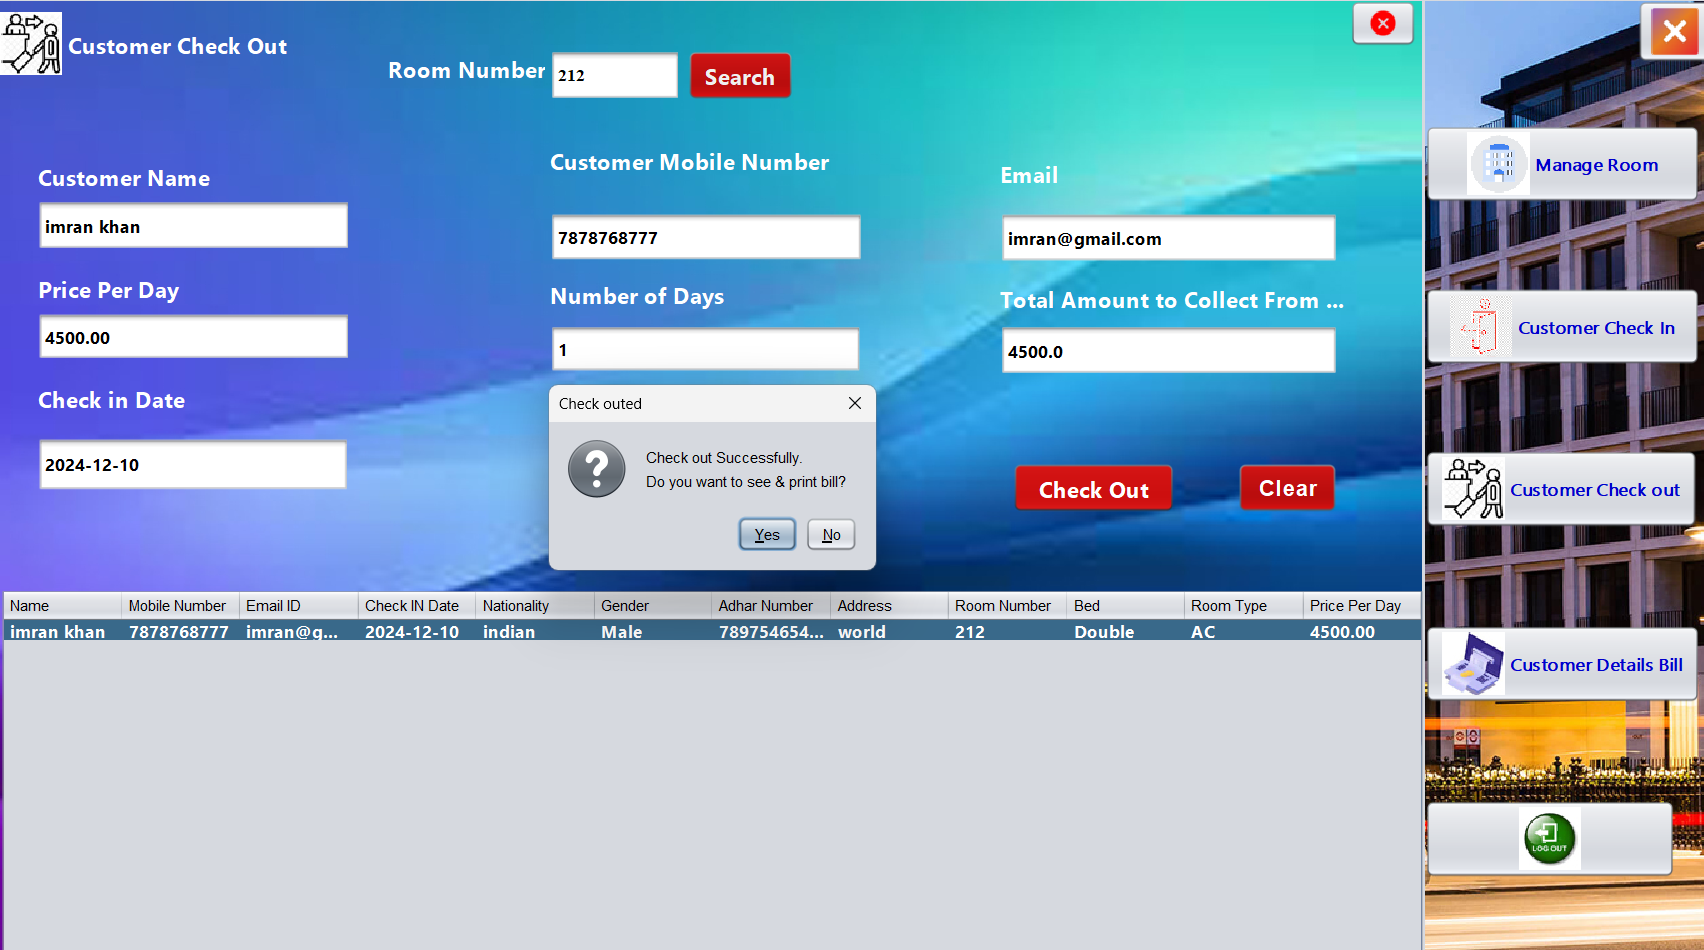 Customer Check Out
Room Number
212
Search
Customer Name
imran khan
Customer Mobile Number
7878768777
Email
imran@gmail.com
Price Per Day
4500.00
Number of Days
1
Total Amount to Collect From ...
4500.0
Check in Date
2024-12-10
Check outed
Check out Successfully.
Do you want to see & print bill?
Yes
No
Check Out
Clear
Name Mobile Number Email ID Check IN Date Nationality Gender Adhar Number Address Room Number Bed Room Type Price Per Day
imran khan 7878768777 imran@g... 2024-12-10 indian Male 789754654... world 212 Double AC 4500.00
Manage Room
Customer Check In
Customer Check out
Customer Details Bill
LOG OUT